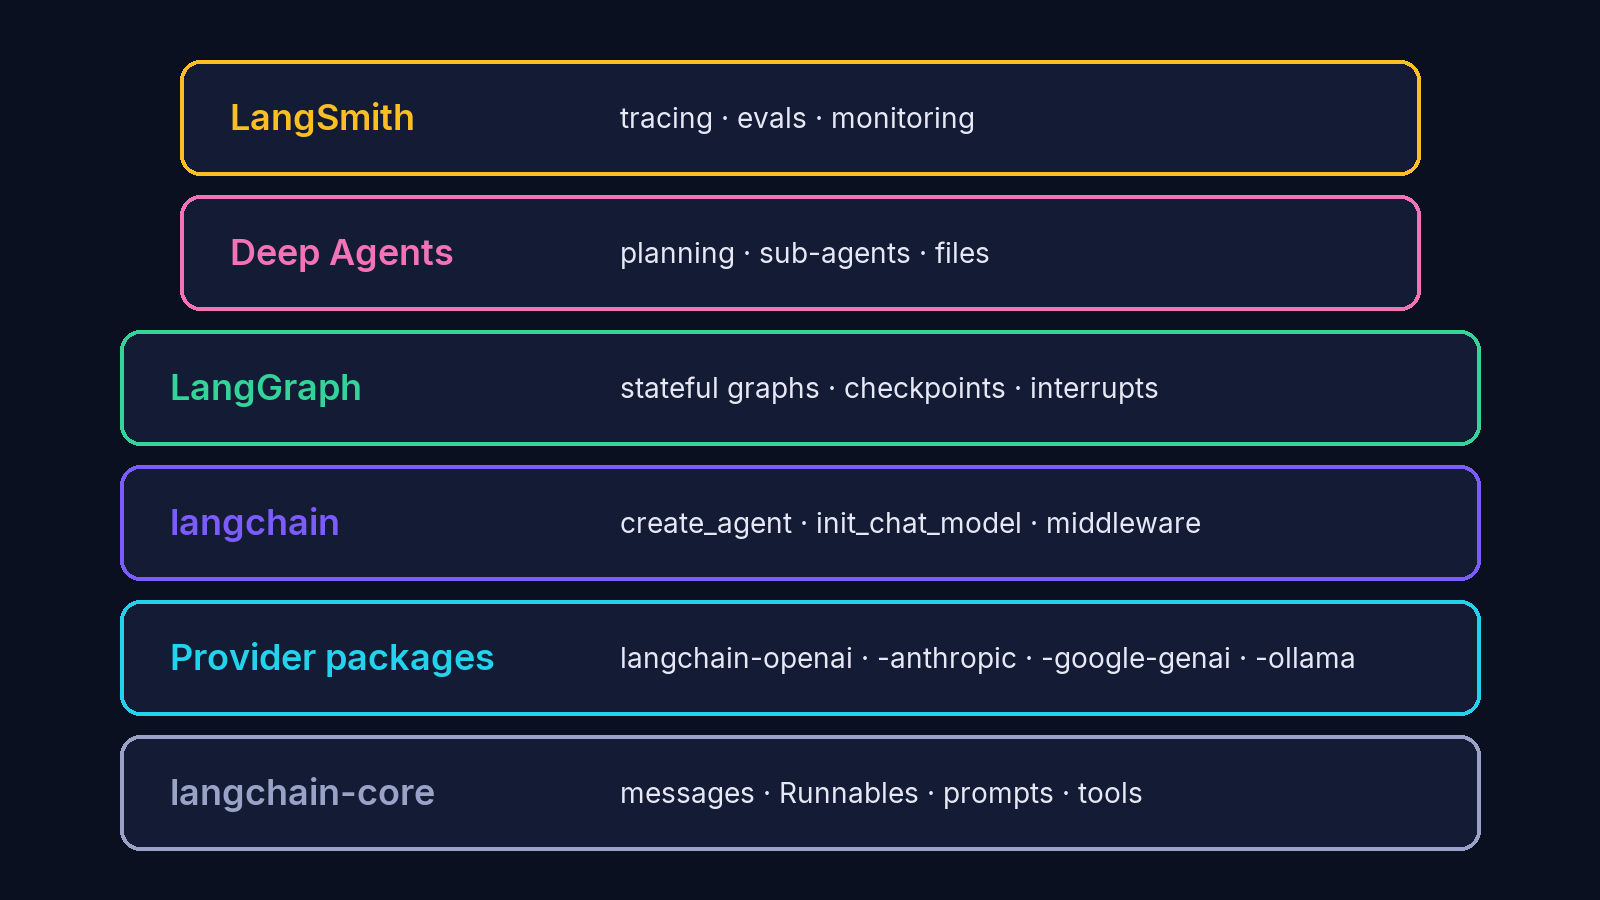 LangSmith tracing · evals · monitoring
Deep Agents planning · sub-agents · files
LangGraph stateful graphs · checkpoints · interrupts
langchain create_agent · init_chat_model · middleware
Provider packages langchain-openai · -anthropic · -google-genai · -ollama
langchain-core messages · Runnables · prompts · tools